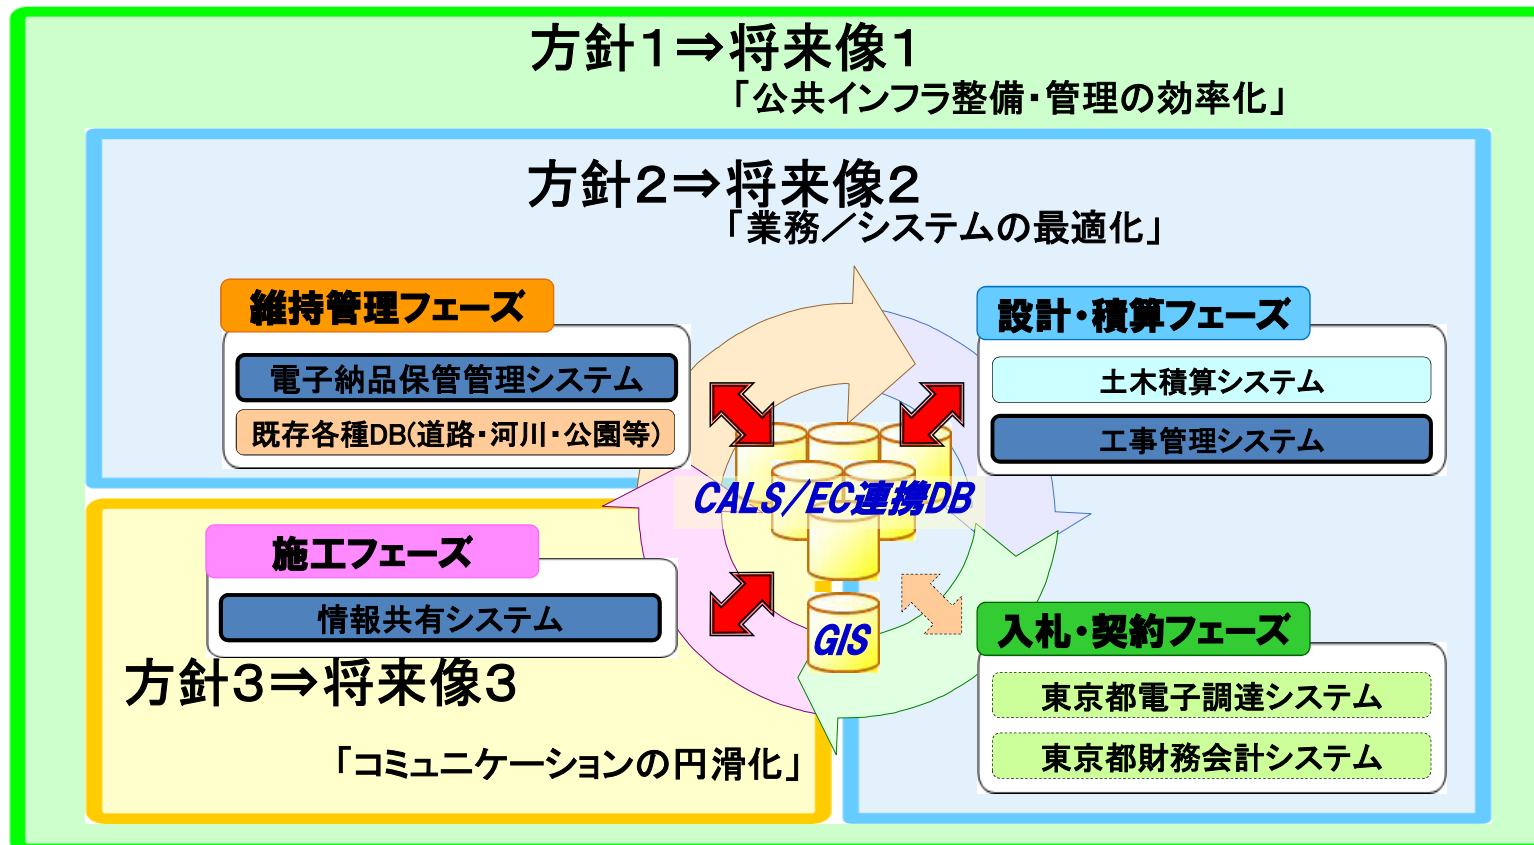 方針１⇒将来像１
「公共インフラ整備・管理の効率化」
方針２⇒将来像２
「業務／システムの最適化」
維持管理フェーズ
電子納品保管管理システム
既存各種DB(道路・河川・公園等)
設計・積算フェーズ
土木積算システム
工事管理システム
CALS/EC連携DB
GIS
施工フェーズ
情報共有システム
方針３⇒将来像３
「コミュニケーションの円滑化」
入札・契約フェーズ
東京都電子調達システム
東京都財務会計システム